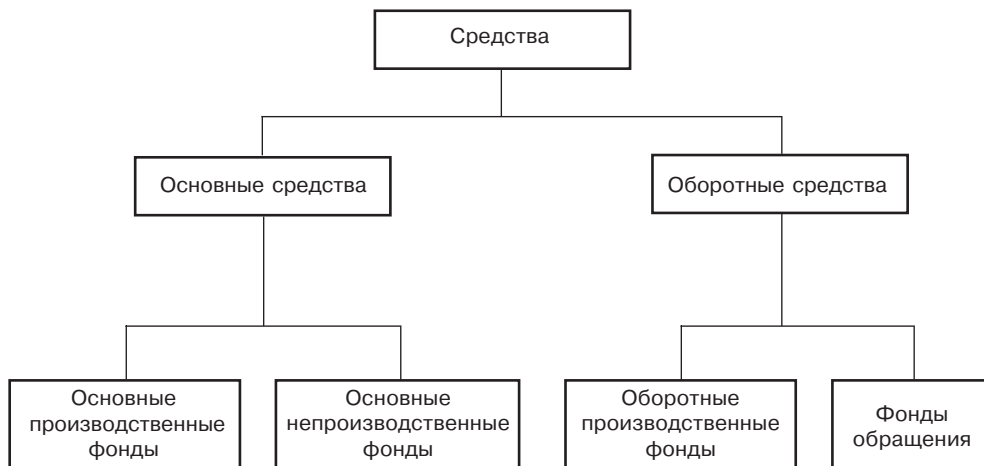 Средства
Основные средства
Оборотные средства
Основные
производственные
фонды
Основные
непроизводственные
фонды
Оборотные
производственные
фонды
Фонды
обращения